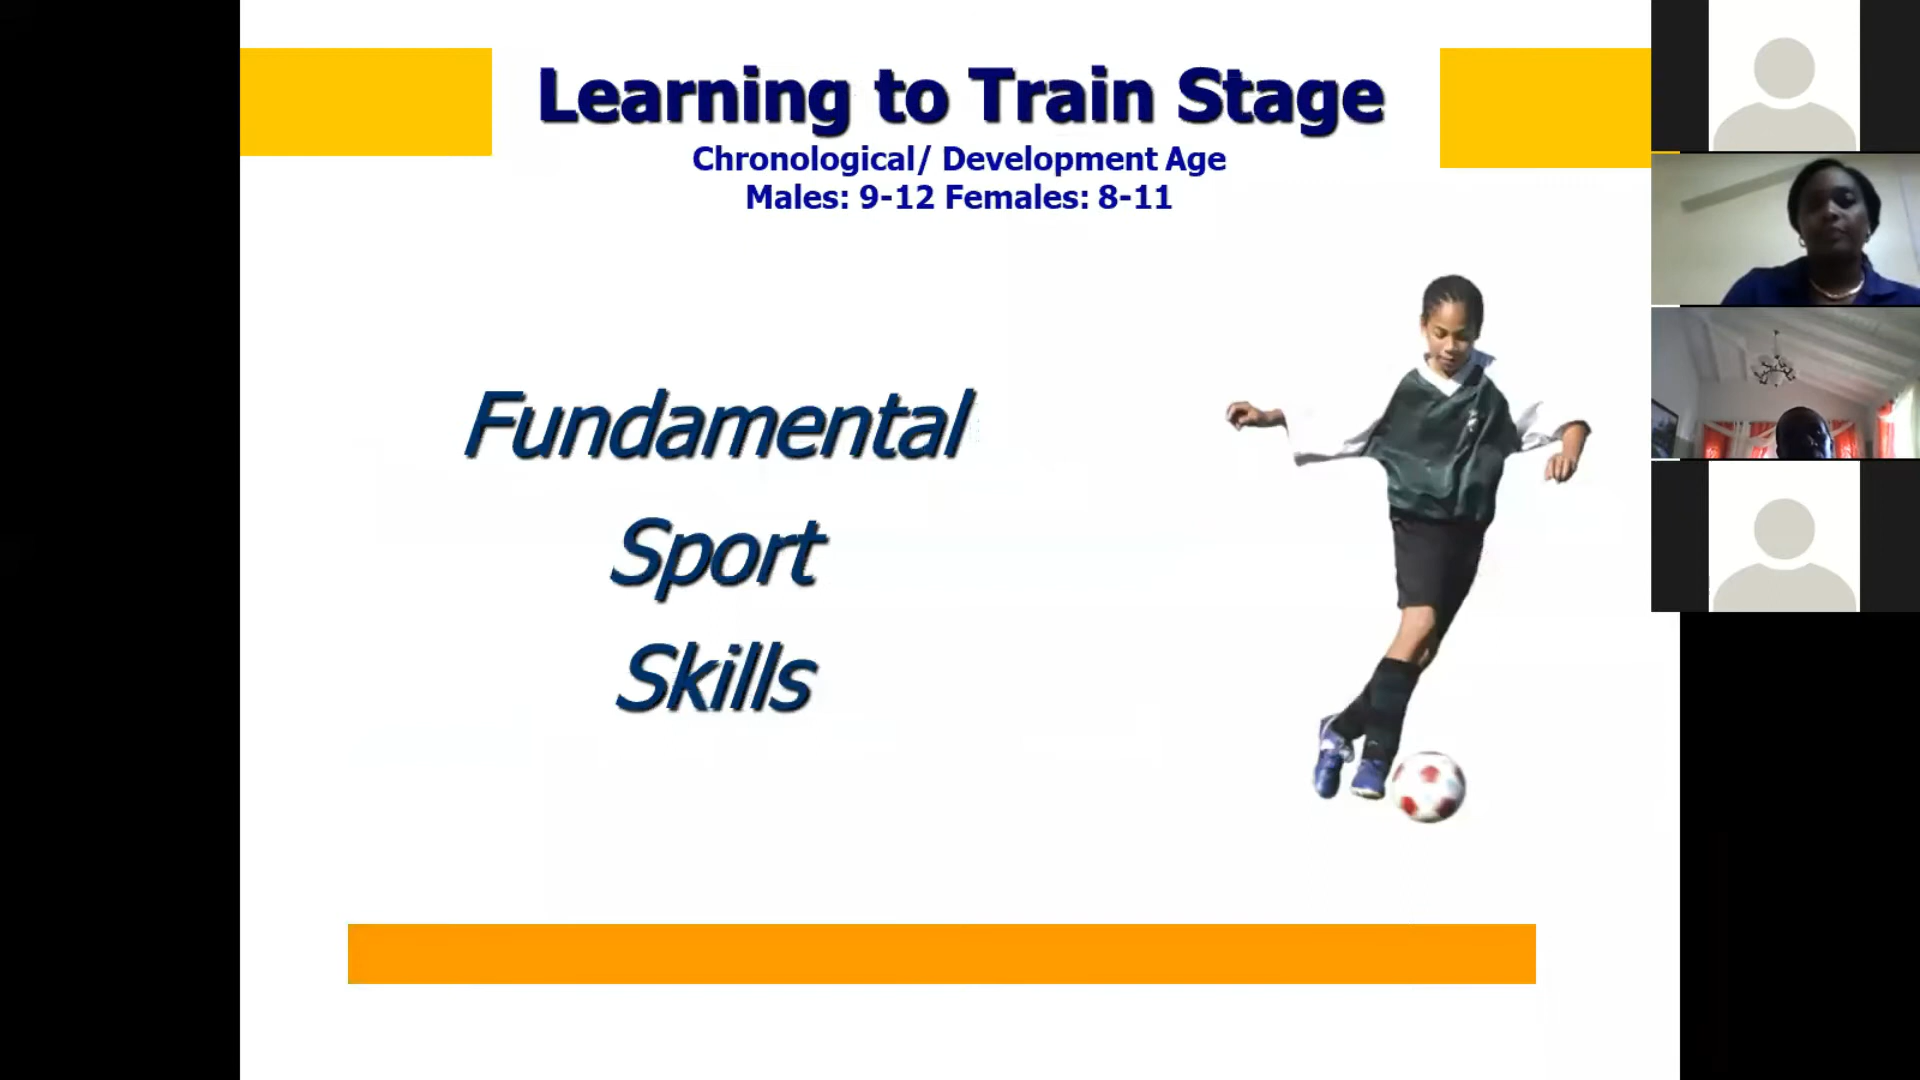 Learning to Train Stage
Chronological/ Development Age
Males: 9-12 Females: 8-11
Fundamental
Sport
Skills